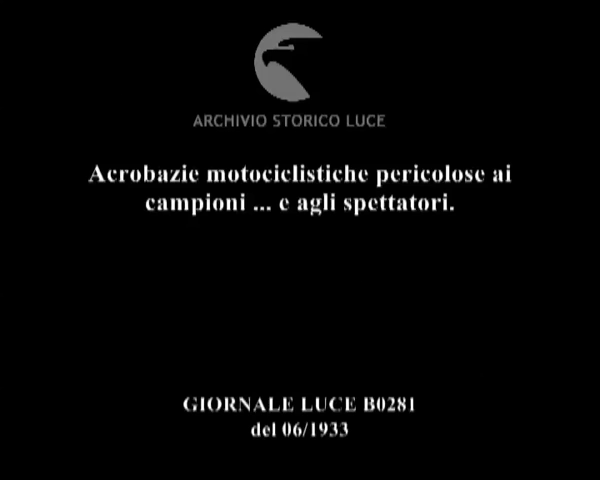 ARCHIVIO STORICO LUCE
Acrobazie motociclistiche pericolose ai
campioni ... e agli spettatori.
GIORNALE LUCE B0281
del 06/1933